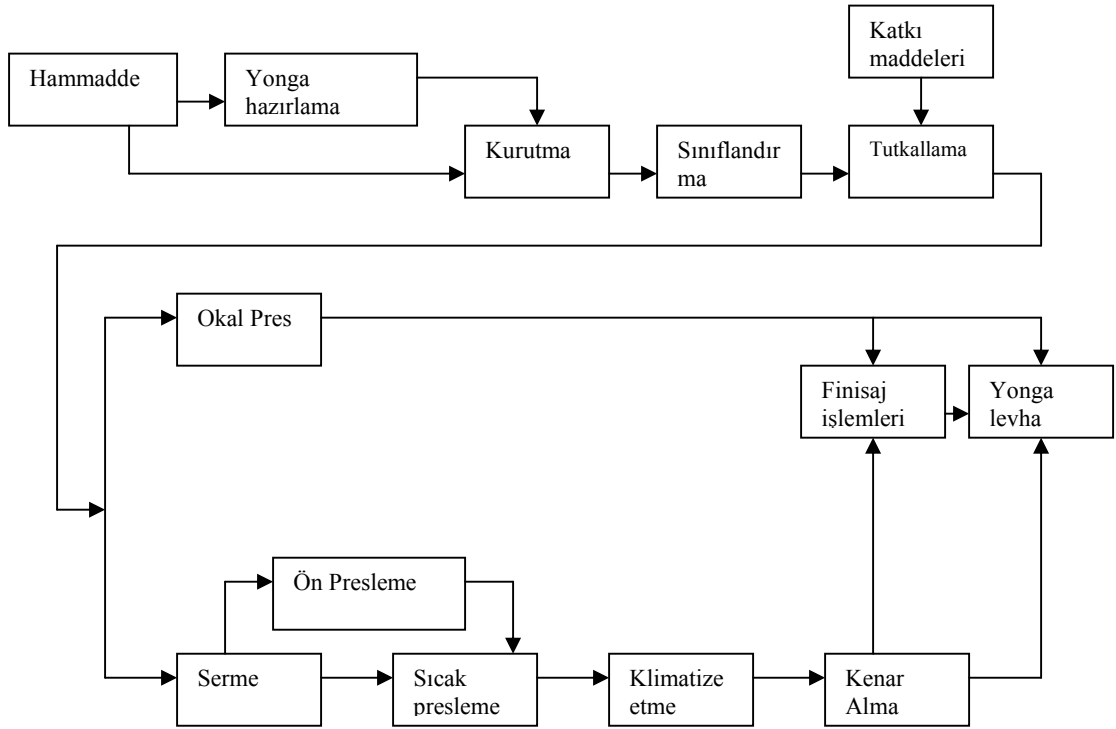 Katkı
maddeleri
Hammadde
Yonga
hazırlama
Kurutma
Sınıflandır
ma
Tutkallama
Okal Pres
Finisaj
işlemleri
Yonga
levha
Ön Presleme
Serme
Sıcak
presleme
Klimatize
etme
Kenar
Alma